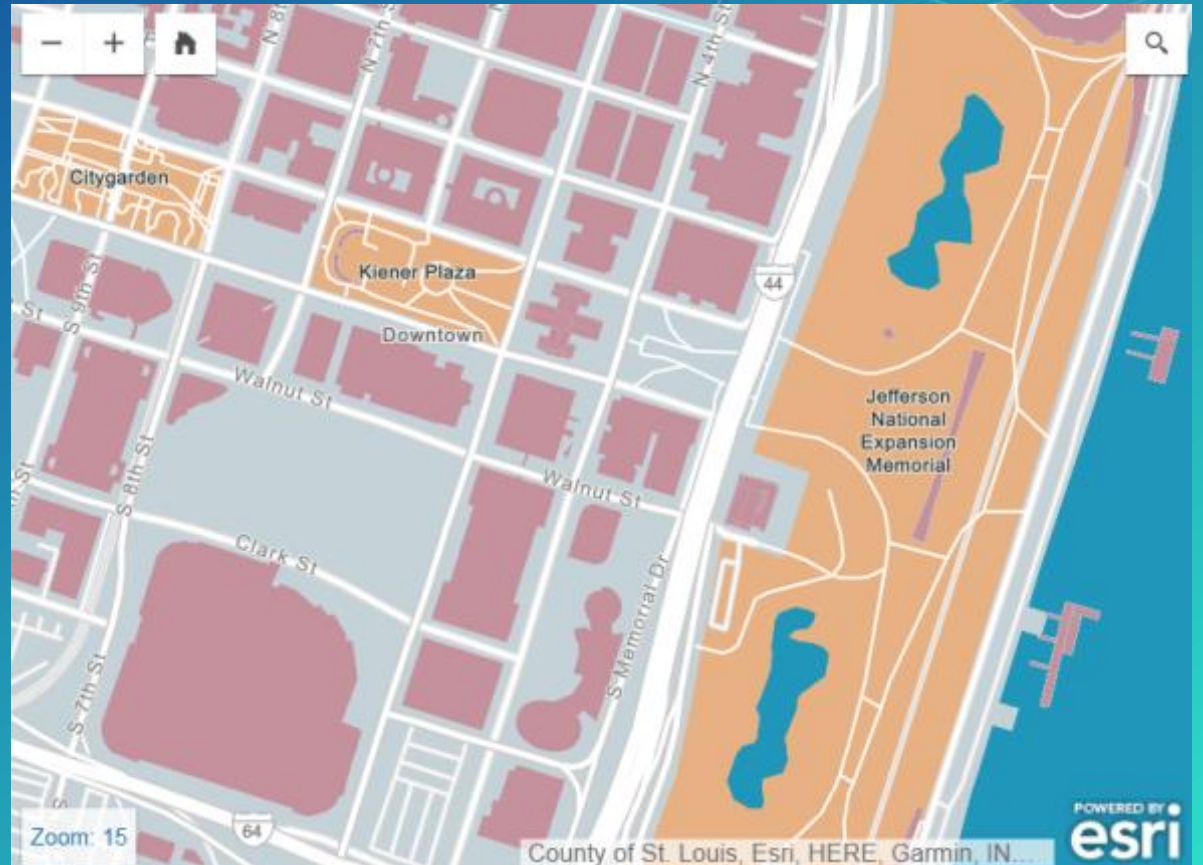 − +
N 8th
N 7th St
N
N 4th St
Citygarden
Kiener Plaza
44
S 9th St
St
Downtown
Walnut St
Jefferson
National
Expansion
Memorial
S 8th St
St
Walnut St
Clark St
S Memorial Dr
S 7th St
S
64
Zoom: 15
County of St. Louis, Esri, HERE, Garmin, IN...
POWERED BY
esri